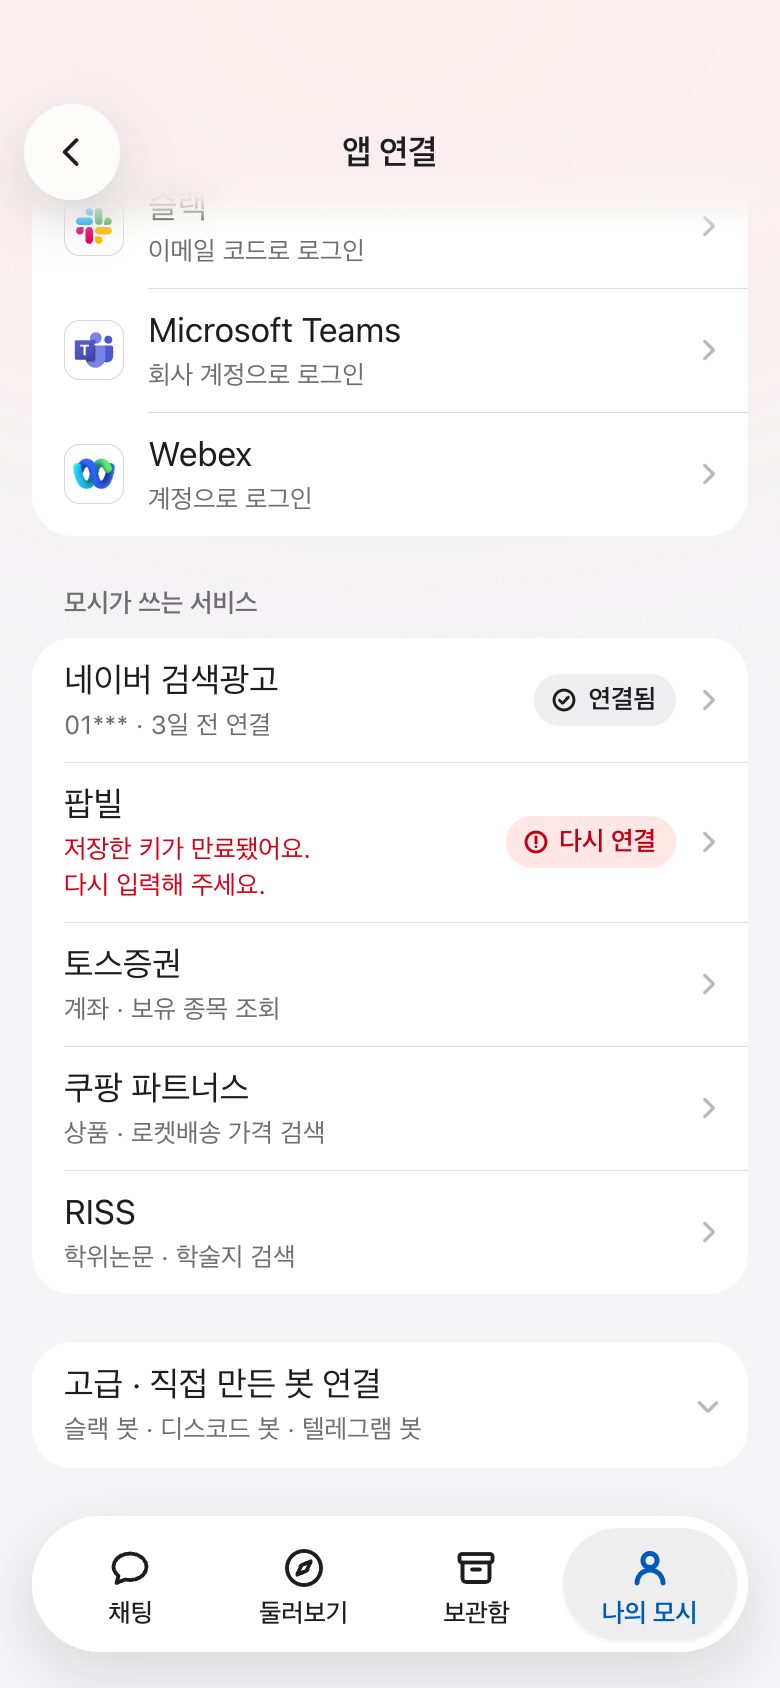 앱 연결
슬랙
이메일 코드로 로그인
Microsoft Teams
회사 계정으로 로그인
Webex
계정으로 로그인
모시가 쓰는 서비스
네이버 검색광고
01*** · 3일 전 연결
연결됨
팝빌
저장한 키가 만료됐어요.
다시 입력해 주세요.
다시 연결
토스증권
계좌 · 보유 종목 조회
쿠팡 파트너스
상품 · 로켓배송 가격 검색
RISS
학위논문 · 학술지 검색
고급 · 직접 만든 봇 연결
슬랙 봇 · 디스코드 봇 · 텔레그램 봇
채팅
둘러보기
보관함
나의 모시